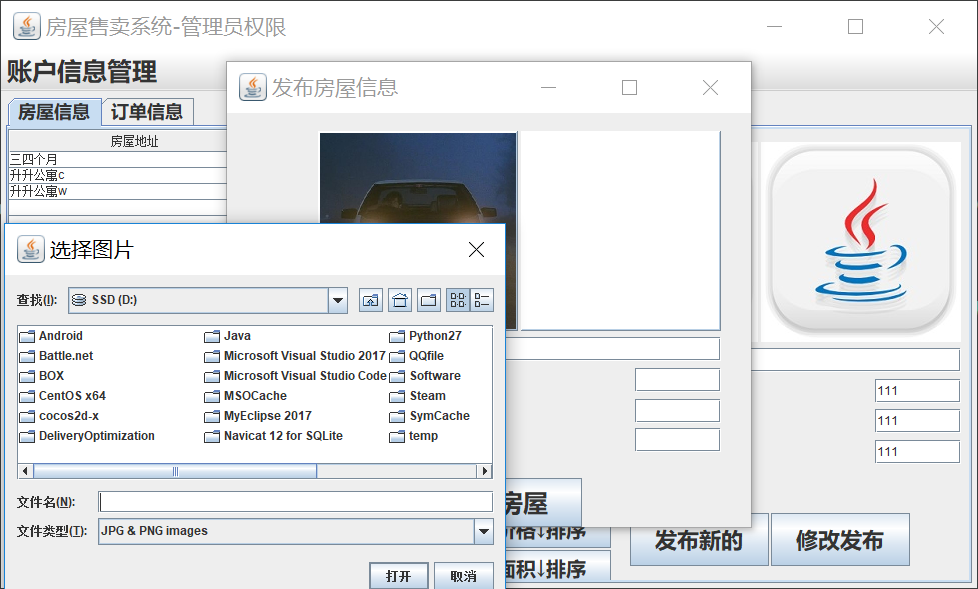 房屋售卖系统-管理员权限
账户信息管理
房屋信息 订单信息
房屋地址
三四个月
升升公寓c
升升公寓w
发布房屋信息
选择图片
查找(I): SSD (D:)
Android Java Python27
Battle.net Microsoft Visual Studio 2017 QQfile
BOX Microsoft Visual Studio Code Software
CentOS x64 MSOCache Steam
cocos2d-x MyEclipse 2017 SymCache
DeliveryOptimization Navicat 12 for SQLite temp
文件名(N):
文件类型(T): JPG & PNG images
打开 取消
111
111
111
房屋
价格↓排序
面积↓排序
发布新的 修改发布